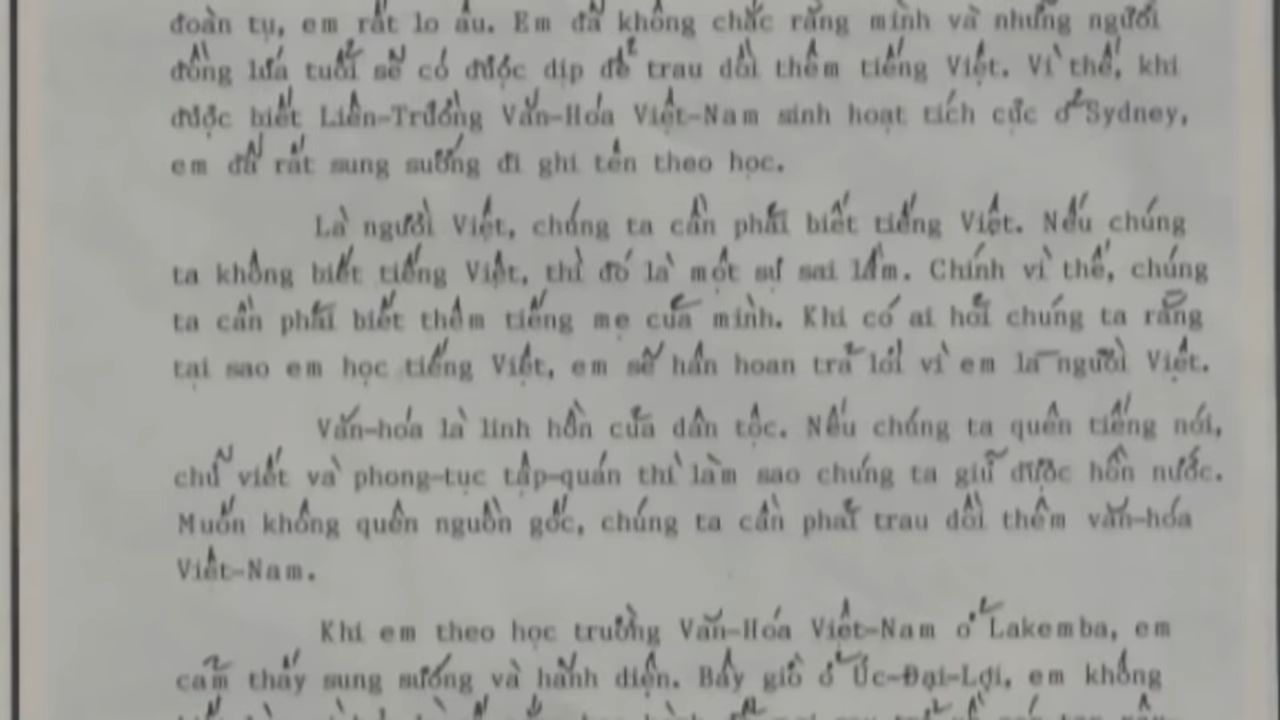 đoàn tụ, em rất lo âu. Em đã không chắc rằng mình và những người
đồng lứa tuổi sẽ có được dịp để trau dồi thêm tiếng Việt. Vì thế, khi
được biết Liên-Trường Văn-Hóa Việt-Nam sinh hoạt tích cực ở Sydney,
em đã rất sung sướng đi ghi tên theo học.
Là người Việt, chúng ta cần phải biết tiếng Việt. Nếu chúng
ta không biết tiếng Việt, thì đó là một sự sai lầm. Chính vì thế, chúng
ta cần phải biết thêm tiếng mẹ của mình. Khi có ai hỏi chúng ta rằng
tại sao em học tiếng Việt, em sẽ hân hoan trả lời vì em là người Việt.
Văn-hóa là linh hồn của dân tộc. Nếu chúng ta quên tiếng nói,
chữ viết và phong-tục tập-quán thì làm sao chúng ta giữ được hồn nước.
Muốn không quên nguồn gốc, chúng ta cần phải trau dồi thêm văn-hóa
Việt-Nam.
Khi em theo học trường Văn-Hóa Việt-Nam ở Lakemba, em
cảm thấy sung sướng và hãnh diện. Bây giờ ở Úc-Đại-Lợi, em không